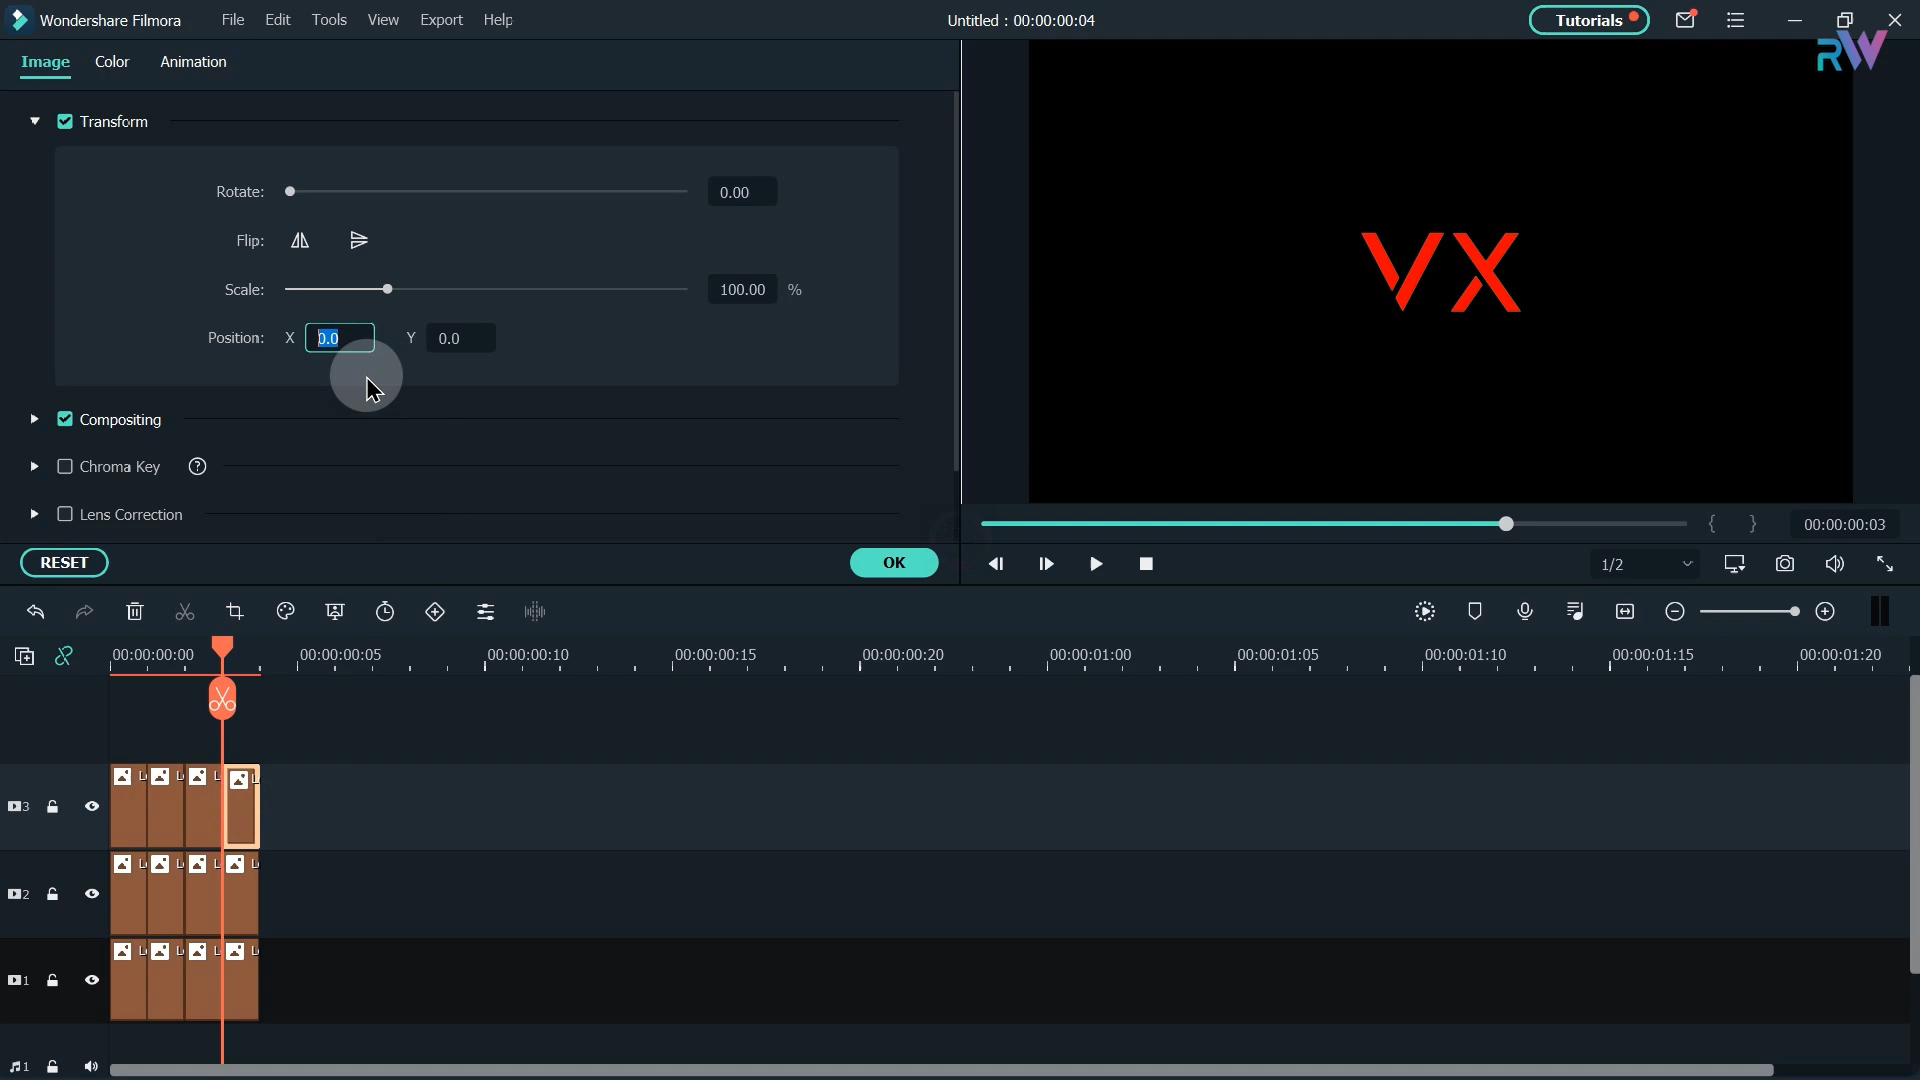 Wondershare Filmora File Edit Tools View Export Help Untitled : 00:00:00:04 Tutorials
RW
Image Color Animation
Transform
Rotate: 0.00
Flip:
Scale: 100.00 %
Position: X 0.0 Y 0.0
Compositing
Chroma Key ?
Lens Correction
RESET OK
VX
{ } 00:00:00:03
1/2
00:00:00:00 00:00:00:05 00:00:00:10 00:00:00:15 00:00:00:20 00:00:01:00 00:00:01:05 00:00:01:10 00:00:01:15 00:00:01:20
3
2
1
1